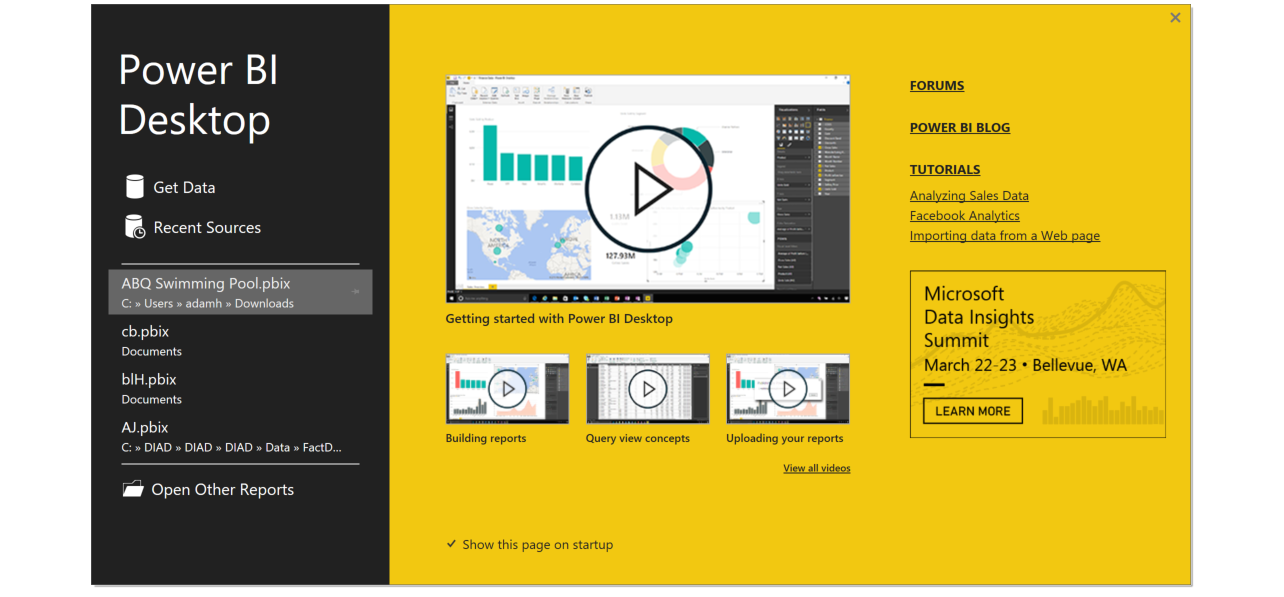 Power BI
Desktop
Get Data
Recent Sources
ABQ Swimming Pool.pbix
C: » Users » adamh » Downloads
cb.pbix
Documents
blH.pbix
Documents
AJ.pbix
C: » DIAD » DIAD » DIAD » Data » FactD...
Open Other Reports
127.93M
Getting started with Power BI Desktop
Building reports
Query view concepts
Uploading your reports
View all videos
Show this page on startup
FORUMS
POWER BI BLOG
TUTORIALS
Analyzing Sales Data
Facebook Analytics
Importing data from a Web page
Microsoft
Data Insights
Summit
March 22-23 • Bellevue, WA
LEARN MORE